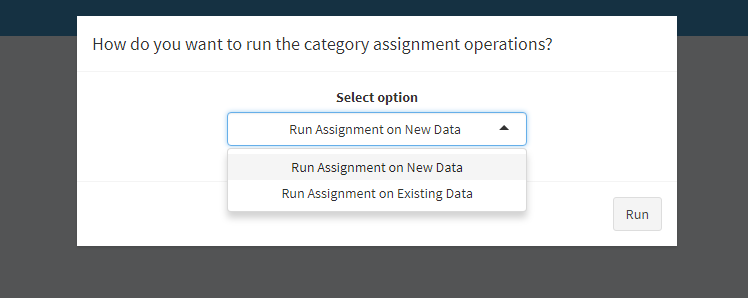 How do you want to run the category assignment operations?
Select option
Run Assignment on New Data
Run Assignment on New Data
Run Assignment on Existing Data
Run